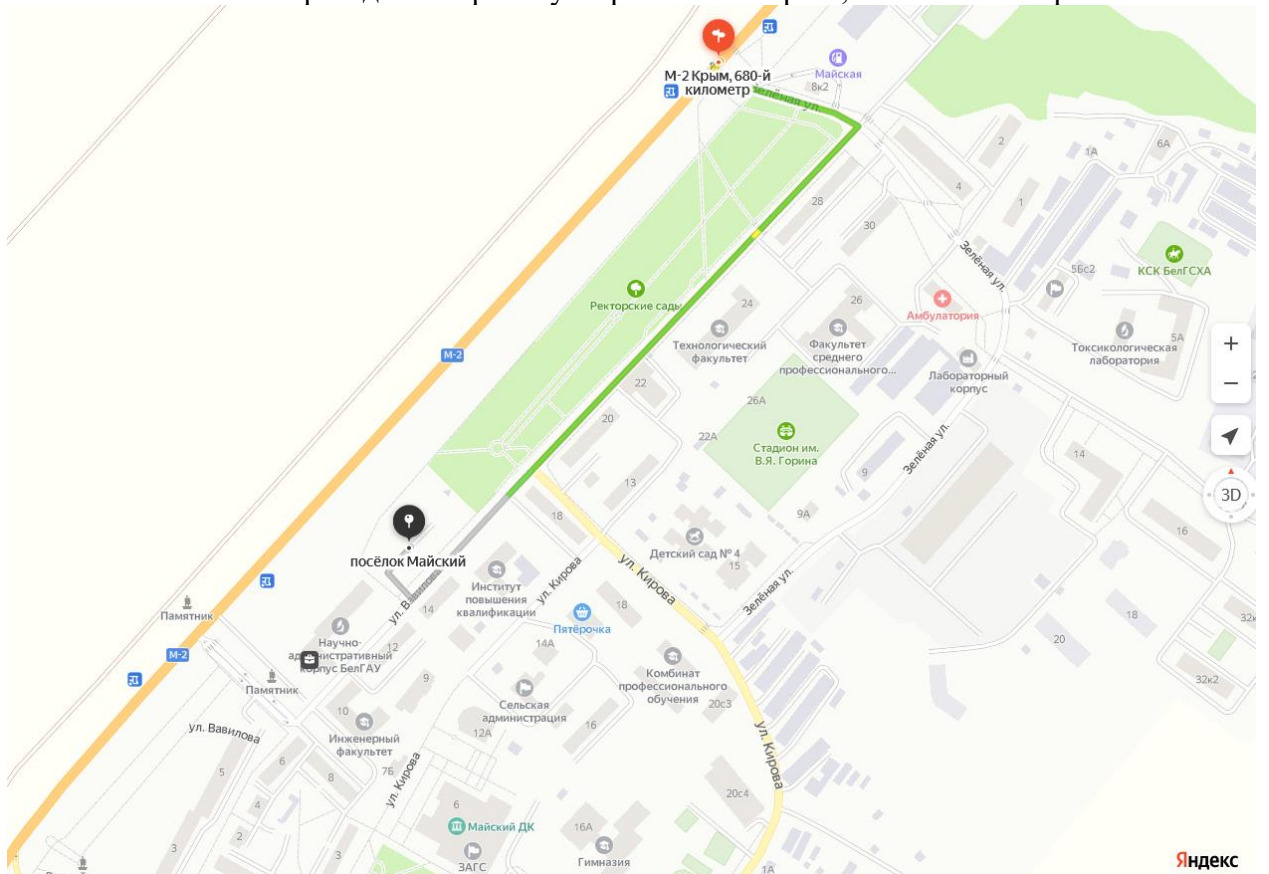 М-2 Крым, 680-й
километр
Майская
8к2
Зелёная ул.
2
1А
6А
4
28
1
30
Зелёная ул.
5Бс2
КСК БелГСХА
Ректорские сады
24
26
Амбулатория
Технологический
факультет
Факультет
среднего
профессионального...
5А
Токсикологическая
лаборатория
М-2
Лабораторный
корпус
22
26А
20
22А
Стадион им.
В.Я. Горина
Зелёная ул.
14
13
9
3D
18
9А
16
посёлок Майский
Детский сад № 4
15
ул. Кирова
Институт
повышения
квалификации
ул. Кирова
Зелёная ул.
ул. Вавилова
14
18
18
Памятник
Пятёрочка
32к
Научно-
административный
корпус БелГАУ
12
14А
20
М-2
9
Комбинат
профессионального
обучения
20с3
32к2
Памятник
Сельская
администрация
10
16
12А
Инженерный
факультет
ул. Вавилова
ул. Кирова
6
7Б
5
8
20с4
4
6
16А
Майский ДК
2
3
3
ЗАГС
Гимназия
1А
Яндекс